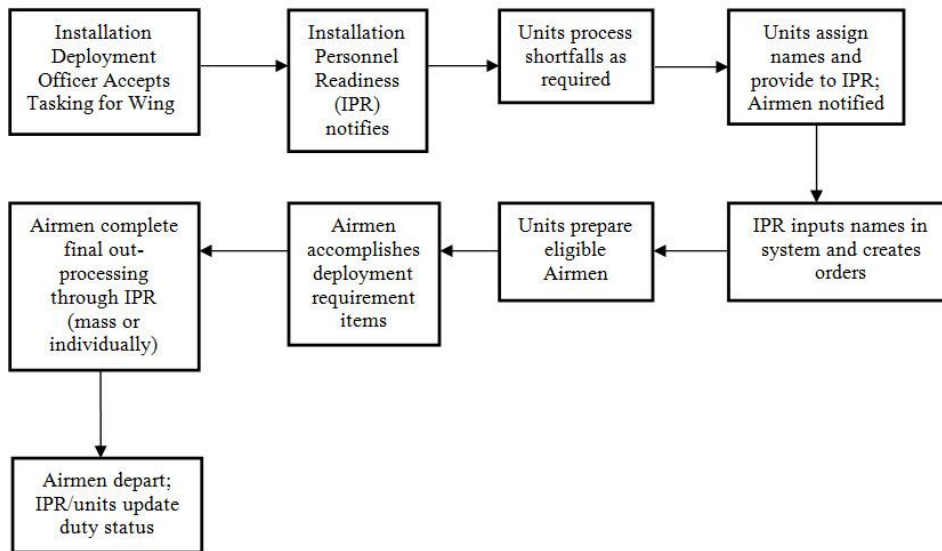 Installation
Deployment
Officer Accepts
Tasking for Wing
Installation
Personnel
Readiness
(IPR)
notifies
Units process
shortfalls as
required
Units assign
names and
provide to IPR;
Airmen notified
IPR inputs names in
system and creates
orders
Units prepare
eligible
Airmen
Airmen
accomplishes
deployment
requirement
items
Airmen complete
final out-
processing
through IPR
(mass or
individually)
Airmen depart;
IPR/units update
duty status